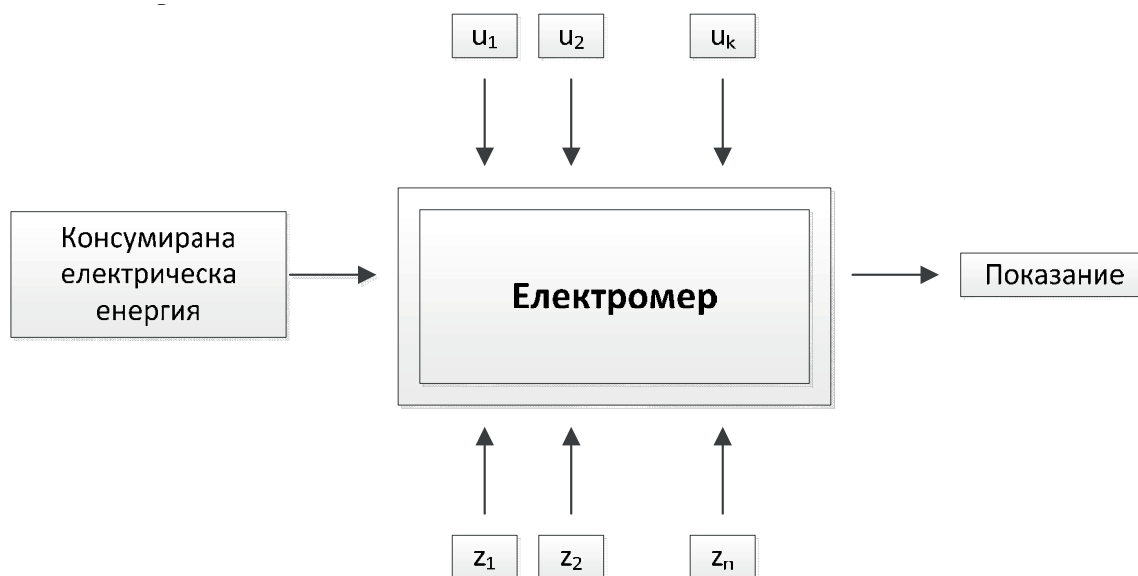 u₁ u₂ uₖ
Консумирана
електрическа
енергия
Електромер
Показание
z₁ z₂ zₙ